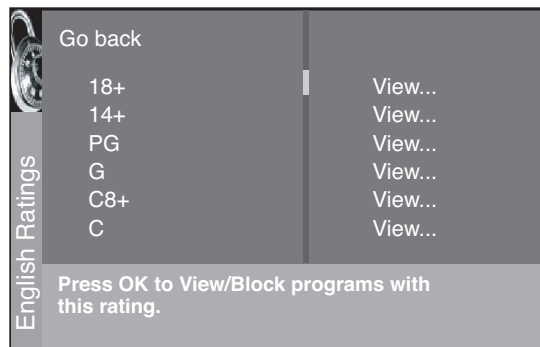 Go back
18+ View...
14+ View...
PG View...
G View...
C8+ View...
C View...
English Ratings
Press OK to View/Block programs with
this rating.